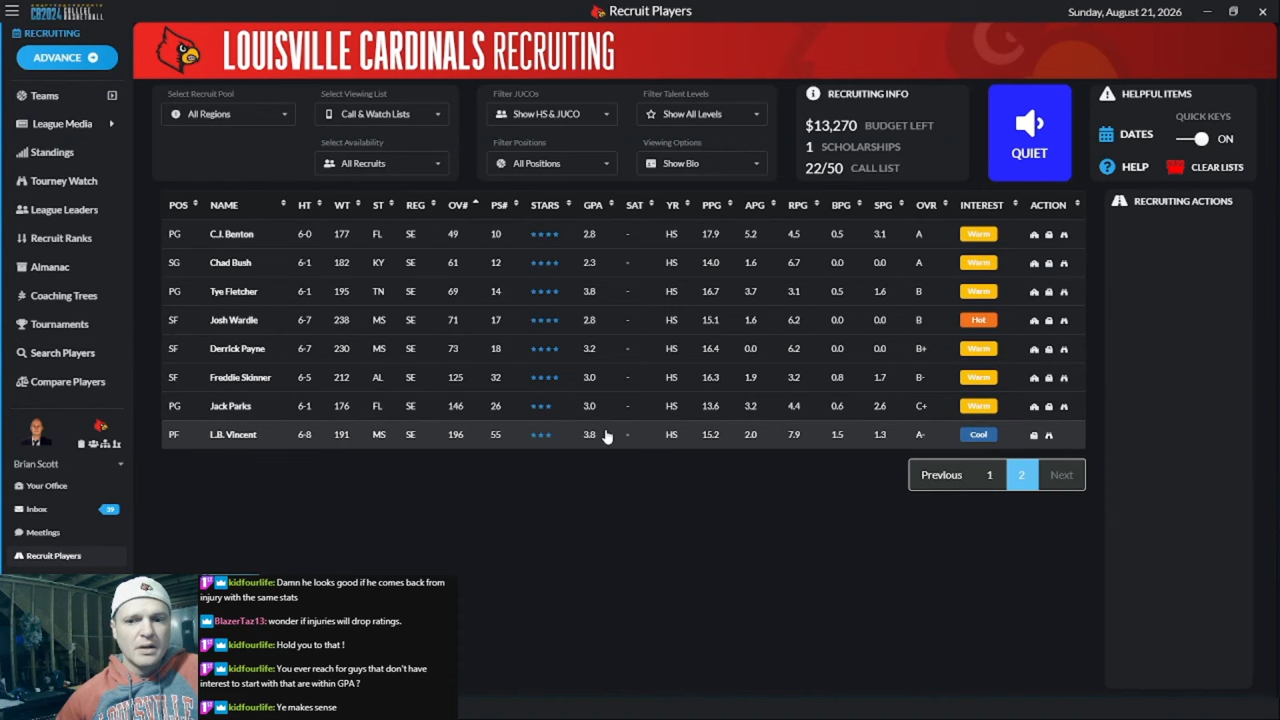 DRAFT DAY SPORTS
CB2024 COLLEGE BASKETBALL
Recruit Players
Sunday, August 21, 2026
RECRUITING
ADVANCE
LOUISVILLE CARDINALS RECRUITING
Teams
League Media
Standings
Tourney Watch
League Leaders
Recruit Ranks
Almanac
Coaching Trees
Tournaments
Search Players
Compare Players
1x
Brian Scott
Your Office
Inbox 39
Meetings
Recruit Players
Select Recruit Pool
All Regions
Select Viewing List
Call & Watch Lists
Select Availability
All Recruits
Filter JUCOs
Show HS & JUCO
Filter Positions
All Positions
Filter Talent Levels
Show All Levels
Viewing Options
Show Bio
RECRUITING INFO
$13,270 BUDGET LEFT
1 SCHOLARSHIPS
22/50 CALL LIST
QUIET
HELPFUL ITEMS
QUICK KEYS
DATES ON
HELP CLEAR LISTS
RECRUITING ACTIONS
POS NAME HT WT ST REG OV# PS# STARS GPA SAT YR PPG APG RPG BPG SPG OVR INTEREST ACTION
PG C.J. Benton 6-0 177 FL SE 49 10 ★★★★ 2.8 - HS 17.9 5.2 4.5 0.5 3.1 A Warm
SG Chad Bush 6-1 182 KY SE 61 12 ★★★★ 2.3 - HS 14.0 1.6 6.7 0.0 0.0 A Warm
PG Tye Fletcher 6-1 195 TN SE 69 14 ★★★★ 3.8 - HS 16.7 3.7 3.1 0.5 1.6 B Warm
SF Josh Wardle 6-7 238 MS SE 71 17 ★★★★ 2.8 - HS 15.1 1.6 6.2 0.0 0.0 B Hot
SF Derrick Payne 6-7 230 MS SE 73 18 ★★★★ 3.2 - HS 16.4 0.0 6.2 0.0 0.0 B+ Warm
SF Freddie Skinner 6-5 212 AL SE 125 32 ★★★★ 3.0 - HS 16.3 1.9 3.2 0.8 1.7 B- Warm
PG Jack Parks 6-1 176 FL SE 146 26 ★★★ 3.0 - HS 13.6 3.2 4.4 0.6 2.6 C+ Warm
PF L.B. Vincent 6-8 191 MS SE 196 55 ★★★ 3.8 - HS 15.2 2.0 7.9 1.5 1.3 A- Cool
Previous 1 2 Next
kidfourlife: Damn he looks good if he comes back from
injury with the same stats
BlazerTaz13: wonder if injuries will drop ratings.
kidfourlife: Hold you to that !
kidfourlife: You ever reach for guys that don't have
interest to start with that are within GPA ?
kidfourlife: Ye makes sense